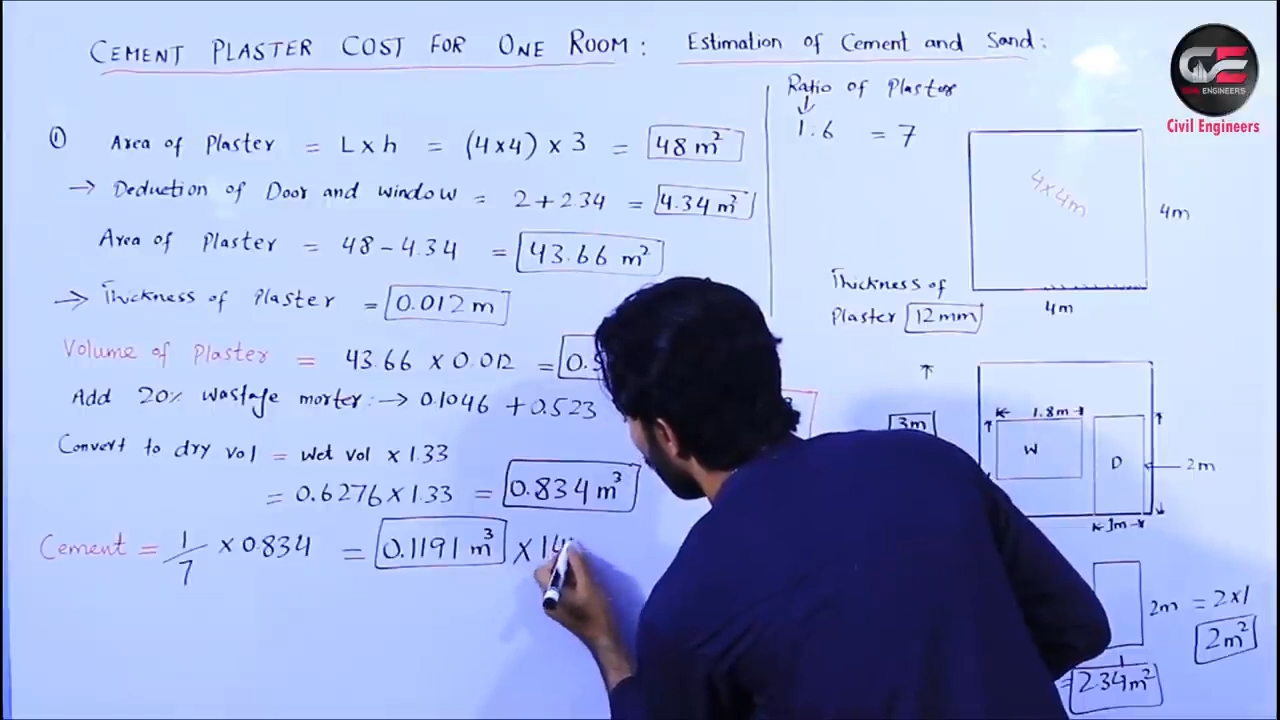 CEMENT PLASTER COST FOR ONE ROOM: Estimation of Cement and Sand:
GE
ENGINEERS
Civil Engineers
Ratio of Plaster
1.6 = 7
① Area of Plaster = L x h = (4x4) x 3 = 48 m²
→ Deduction of Door and window = 2 + 2.34 = 4.34 m²
Area of Plaster = 48 - 4.34 = 43.66 m²
→ Thickness of Plaster = 0.012 m
Volume of Plaster = 43.66 x 0.012 = 0.5
Add 20% wastage morter: → 0.1046 + 0.523
Convert to dry vol = wet vol x 1.33
= 0.6276 x 1.33 = 0.834 m³
Cement = 1/7 x 0.834 = 0.1191 m³ x 14
4x4m
4m
4m
Thickness of
Plaster 12mm
3m
1.8m
W
D
2m
1m
2m = 2x1
2m²
= 2.34m²